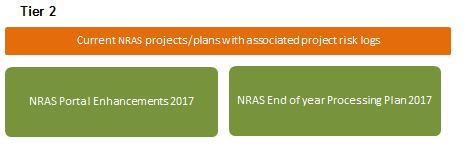 Tier 2
Current NRAS projects/plans with associated project risk logs
NRAS Portal Enhancements 2017
NRAS End of year Processing Plan 2017